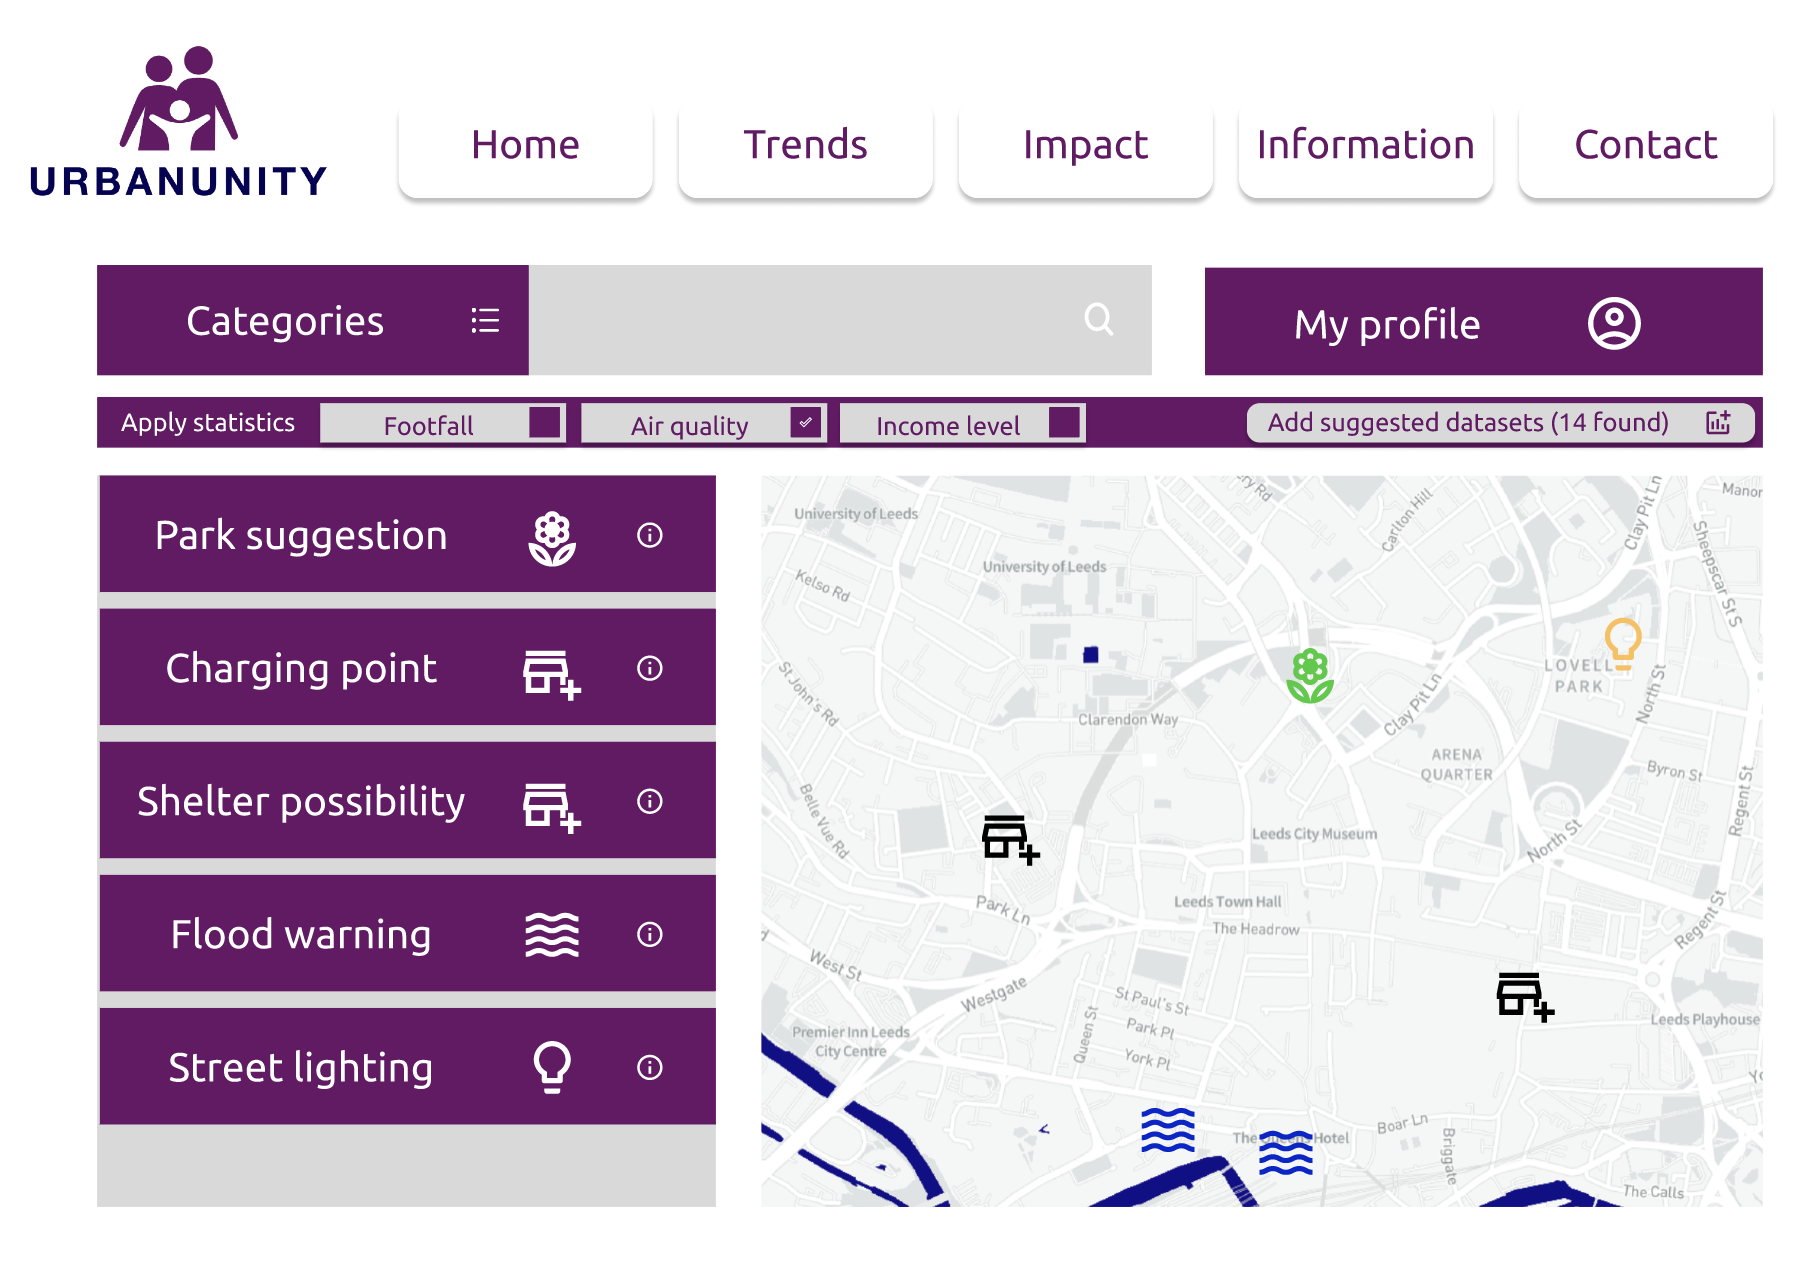 URBANUNITY
Home
Trends
Impact
Information
Contact
Categories
My profile
Apply statistics
Footfall
Air quality
Income level
Add suggested datasets (14 found)
Park suggestion
Charging point
Shelter possibility
Flood warning
Street lighting
University of Leeds
ry Rd
Carlton Hill
Clay Pit Ln
Manor
Sheepscar St S
University of Leeds
Kelso Rd
St John's Rd
LOVELL
PARK
North St
Clay Pit Ln
Clarendon Way
ARENA
QUARTER
Byron St
Regent St
Belle Vue Rd
Leeds City Museum
North St
Park Ln
Leeds Town Hall
The Headrow
Regent St
West St
Westgate
St Paul's St
Park Pl
York Pl
Queen St
Premier Inn Leeds
City Centre
Leeds Playhouse
The Queens Hotel
Boar Ln
Briggate
The Calls